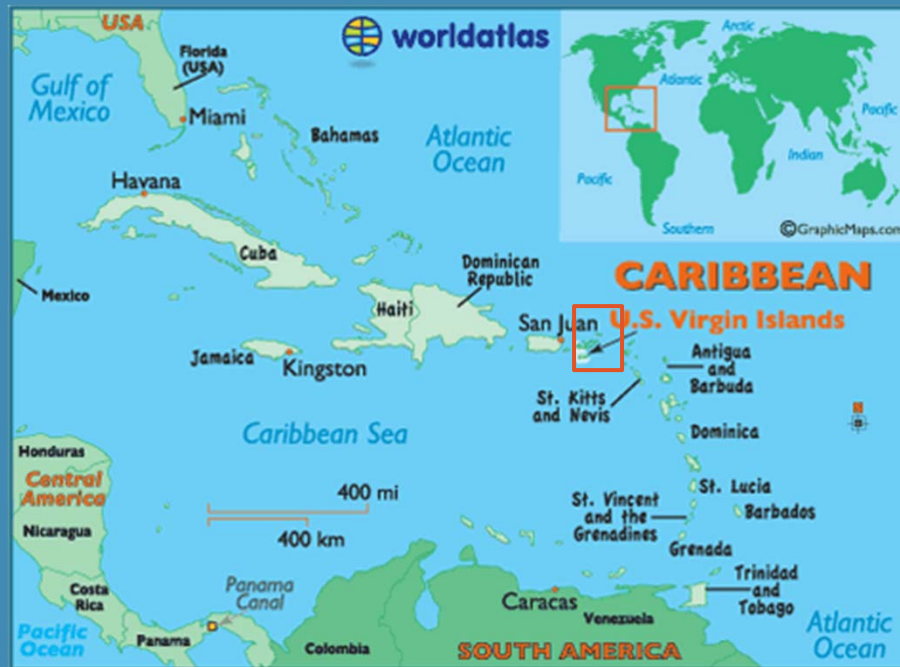 USA
worldatlas
Florida
(USA)
Gulf of
Mexico
Miami
Bahamas
Atlantic
Ocean
Arctic
Atlantic
Pacific
Indian
Pacific
Southern
©GraphicMaps.com
Havana
Cuba
Mexico
Dominican
Republic
Haiti
CARIBBEAN
San Juan
U.S. Virgin Islands
Jamaica
Kingston
Antigua
and
Barbuda
St. Kitts
and Nevis
Caribbean Sea
Dominica
Honduras
Central
America
400 mi
St. Lucia
St. Vincent
and the
Grenadines
Barbados
Nicaragua
400 km
Grenada
Costa
Rica
Panama
Canal
Trinidad
and
Tobago
Caracas
Venezuela
Pacific
Ocean
Panama
Colombia
SOUTH AMERICA
Atlantic
Ocean